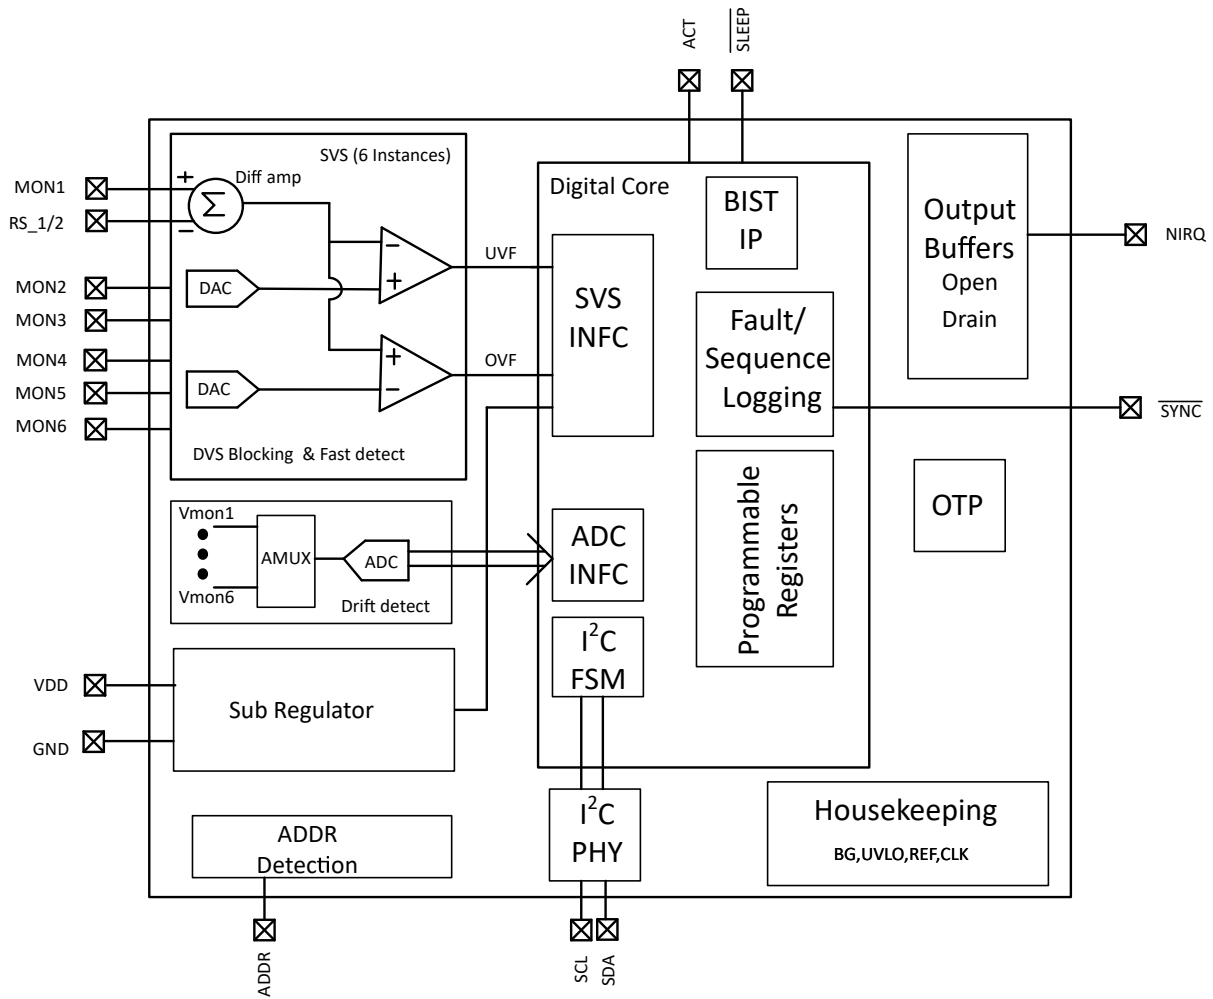 ACT
SLEEP
SVS (6 Instances)
Diff amp
+
Σ
−
MON1
RS_1/2
MON2
MON3
MON4
MON5
MON6
DAC
−
+
UVF
DAC
+
−
OVF
DVS Blocking & Fast detect
Digital Core
BIST
IP
SVS
INFC
Fault/
Sequence
Logging
Output
Buffers
Open
Drain
NIRQ
SYNC
Vmon1
Vmon6
AMUX
ADC
Drift detect
ADC
INFC
Programmable
Registers
OTP
I²C
FSM
VDD
GND
Sub Regulator
ADDR
Detection
I²C
PHY
Housekeeping
BG,UVLO,REF,CLK
ADDR
SCL
SDA